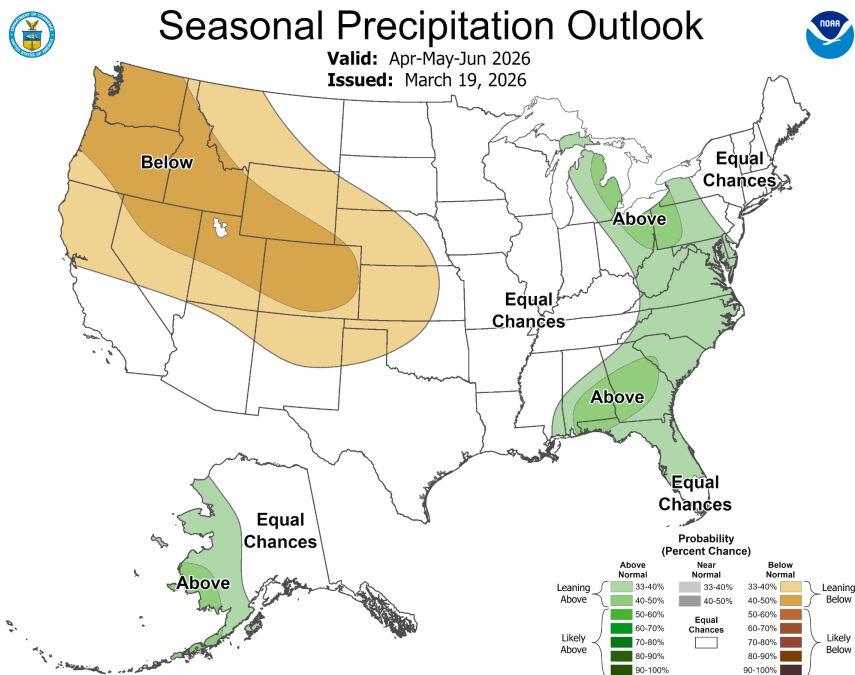 Seasonal Precipitation Outlook
Valid: Apr-May-Jun 2026
Issued: March 19, 2026
NOAA
Below
Equal
Chances
Above
Equal
Chances
Above
Equal
Chances
Equal
Chances
Above
Probability
(Percent Chance)
Above
Normal
Near
Normal
Below
Normal
Leaning
Above
33-40%
40-50%
33-40%
40-50%
33-40%
40-50%
Leaning
Below
Likely
Above
50-60%
60-70%
70-80%
80-90%
90-100%
Equal
Chances
50-60%
60-70%
70-80%
80-90%
90-100%
Likely
Below